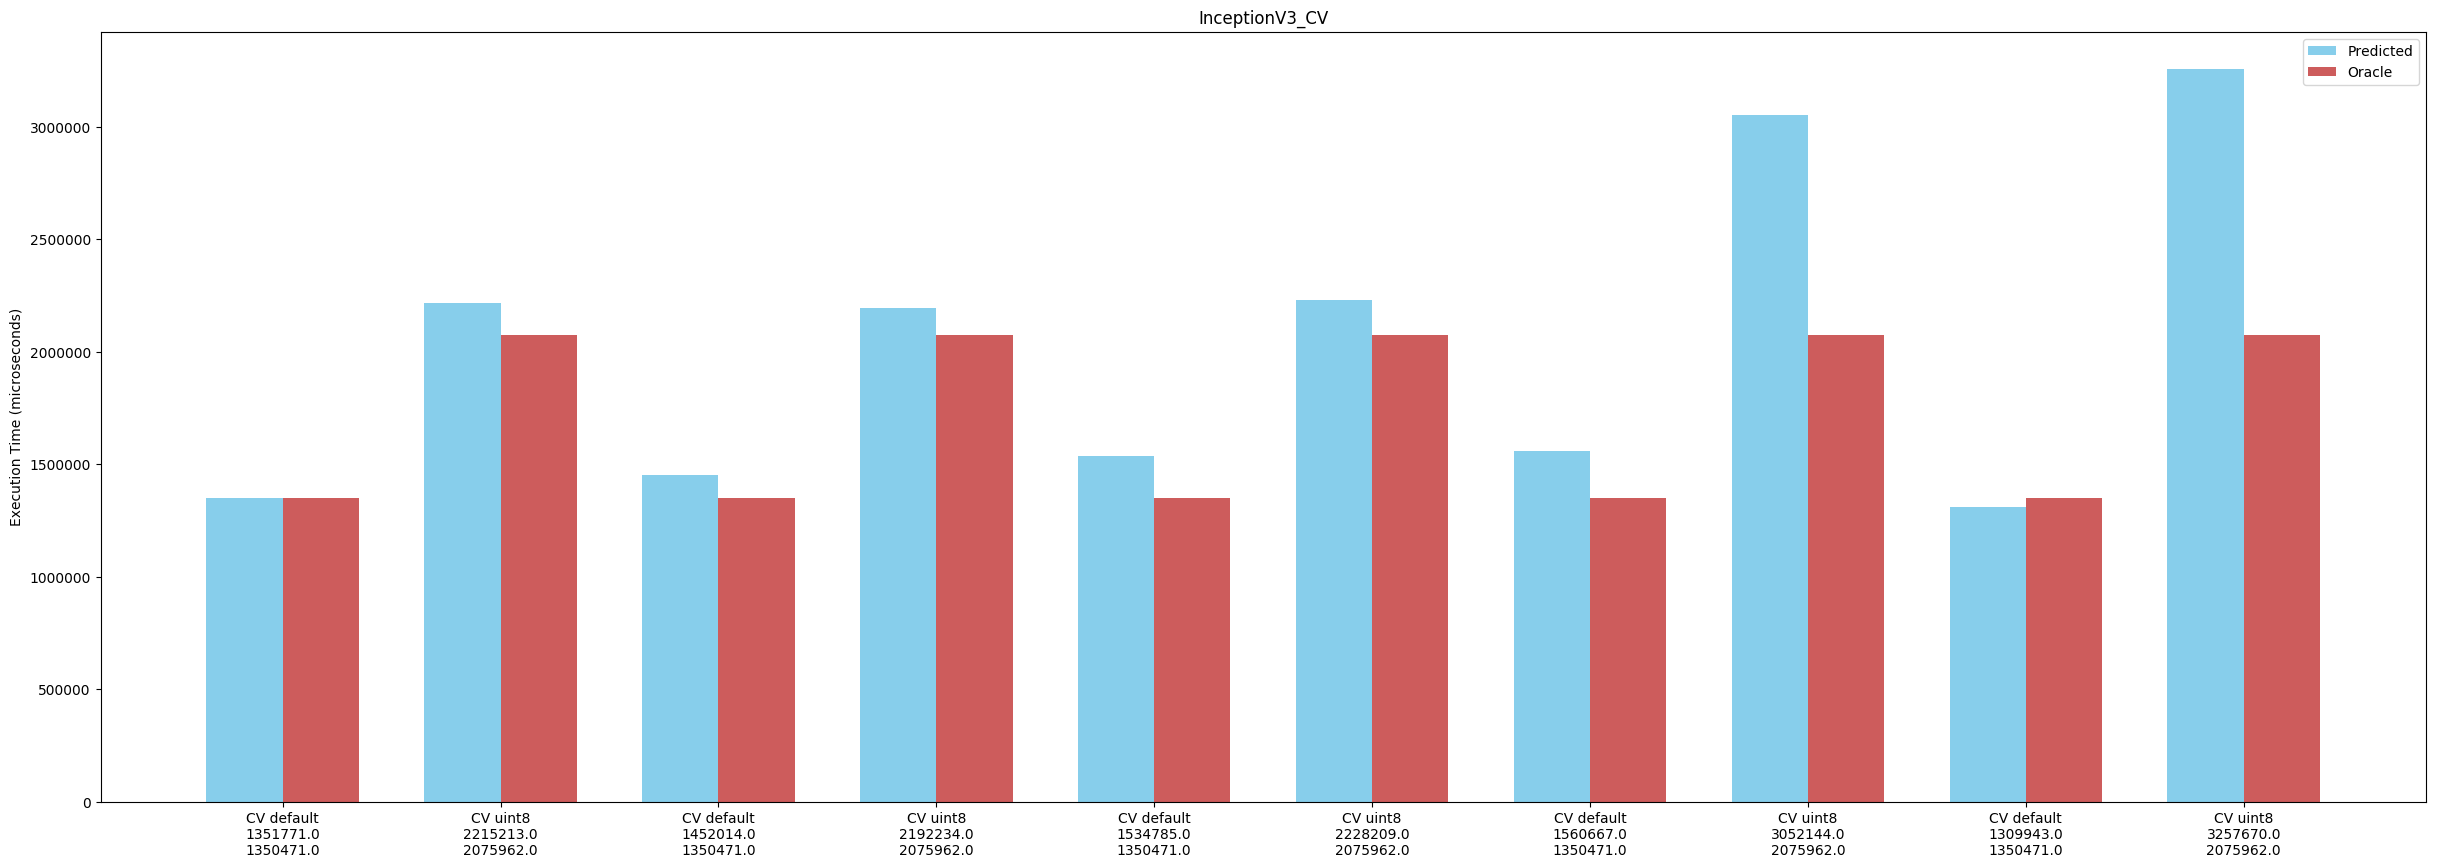 InceptionV3_CV
Predicted
Oracle
Execution Time (microseconds)
3000000
2500000
2000000
1500000
1000000
500000
0
CV default
1351771.0
1350471.0
CV uint8
2215213.0
2075962.0
CV default
1452014.0
1350471.0
CV uint8
2192234.0
2075962.0
CV default
1534785.0
1350471.0
CV uint8
2228209.0
2075962.0
CV default
1560667.0
1350471.0
CV uint8
3052144.0
2075962.0
CV default
1309943.0
1350471.0
CV uint8
3257670.0
2075962.0